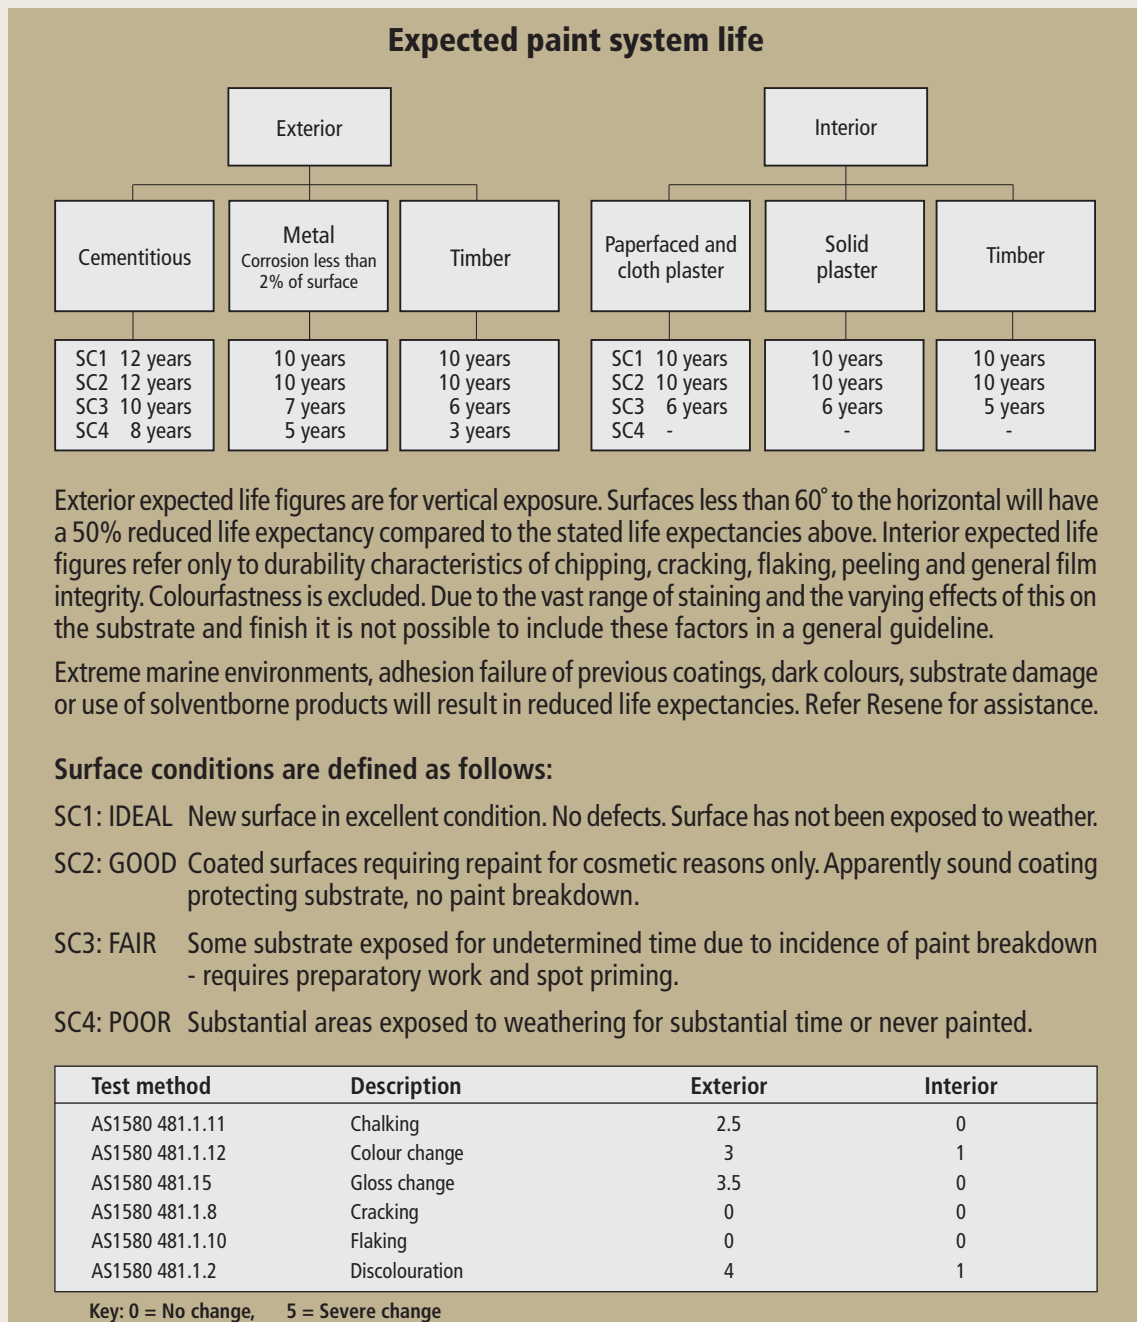 Expected paint system life
Exterior
Interior
Cementitious
Metal
Corrosion less than
2% of surface
Timber
Paperfaced and
cloth plaster
Solid
plaster
Timber
SC1 12 years
SC2 12 years
SC3 10 years
SC4 8 years
10 years
10 years
7 years
5 years
10 years
10 years
6 years
3 years
SC1 10 years
SC2 10 years
SC3 6 years
SC4 -
10 years
10 years
6 years
-
10 years
10 years
5 years
-
Exterior expected life figures are for vertical exposure. Surfaces less than 60° to the horizontal will have
a 50% reduced life expectancy compared to the stated life expectancies above. Interior expected life
figures refer only to durability characteristics of chipping, cracking, flaking, peeling and general film
integrity. Colourfastness is excluded. Due to the vast range of staining and the varying effects of this on
the substrate and finish it is not possible to include these factors in a general guideline.
Extreme marine environments, adhesion failure of previous coatings, dark colours, substrate damage
or use of solventborne products will result in reduced life expectancies. Refer Resene for assistance.
Surface conditions are defined as follows:
SC1: IDEAL New surface in excellent condition. No defects. Surface has not been exposed to weather.
SC2: GOOD Coated surfaces requiring repaint for cosmetic reasons only. Apparently sound coating
protecting substrate, no paint breakdown.
SC3: FAIR Some substrate exposed for undetermined time due to incidence of paint breakdown
- requires preparatory work and spot priming.
SC4: POOR Substantial areas exposed to weathering for substantial time or never painted.
Test method Description Exterior Interior
AS1580 481.1.11 Chalking 2.5 0
AS1580 481.1.12 Colour change 3 1
AS1580 481.15 Gloss change 3.5 0
AS1580 481.1.8 Cracking 0 0
AS1580 481.1.10 Flaking 0 0
AS1580 481.1.2 Discolouration 4 1
Key: 0 = No change, 5 = Severe change